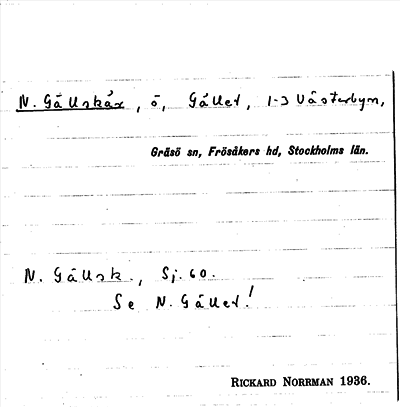 N. Gällskär, ö, Gället, 1-3 Västerbyn,
Gräsö sn, Frösåkers hd, Stockholms län.
N. Gällsk., Sj. 60.
Se N. Gället!
RICKARD NORRMAN 1936.